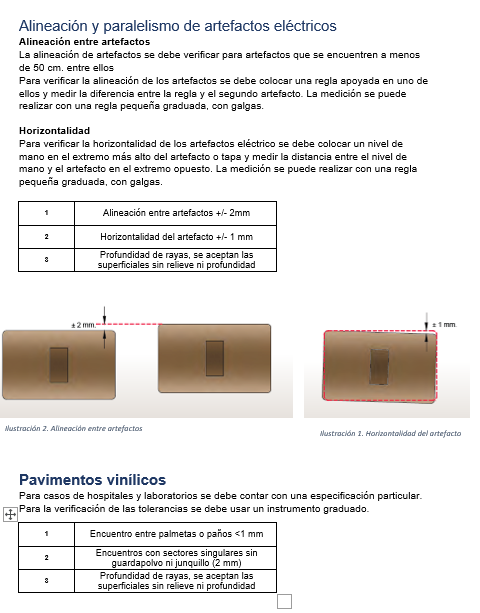 Alineación y paralelismo de artefactos eléctricos
Alineación entre artefactos
La alineación de artefactos se debe verificar para artefactos que se encuentren a menos
de 50 cm. entre ellos
Para verificar la alineación de los artefactos se debe colocar una regla apoyada en uno de
ellos y medir la diferencia entre la regla y el segundo artefacto. La medición se puede
realizar con una regla pequeña graduada, con galgas.
Horizontalidad
Para verificar la horizontalidad de los artefactos eléctrico se debe colocar un nivel de
mano en el extremo más alto del artefacto o tapa y medir la distancia entre el nivel de
mano y el artefacto en el extremo opuesto. La medición se puede realizar con una regla
pequeña graduada, con galgas.
1 Alineación entre artefactos +/- 2mm
2 Horizontalidad del artefacto +/- 1 mm
3 Profundidad de rayas, se aceptan las
superficiales sin relieve ni profundidad
± 2 mm.
± 1 mm.
Ilustración 2. Alineación entre artefactos
Ilustración 1. Horizontalidad del artefacto
Pavimentos vinílicos
Para casos de hospitales y laboratorios se debe contar con una especificación particular.
Para la verificación de las tolerancias se debe usar un instrumento graduado.
1 Encuentro entre palmetas o paños <1 mm
2 Encuentros con sectores singulares sin
guardapolvo ni junquillo (2 mm)
3 Profundidad de rayas, se aceptan las
superficiales sin relieve ni profundidad